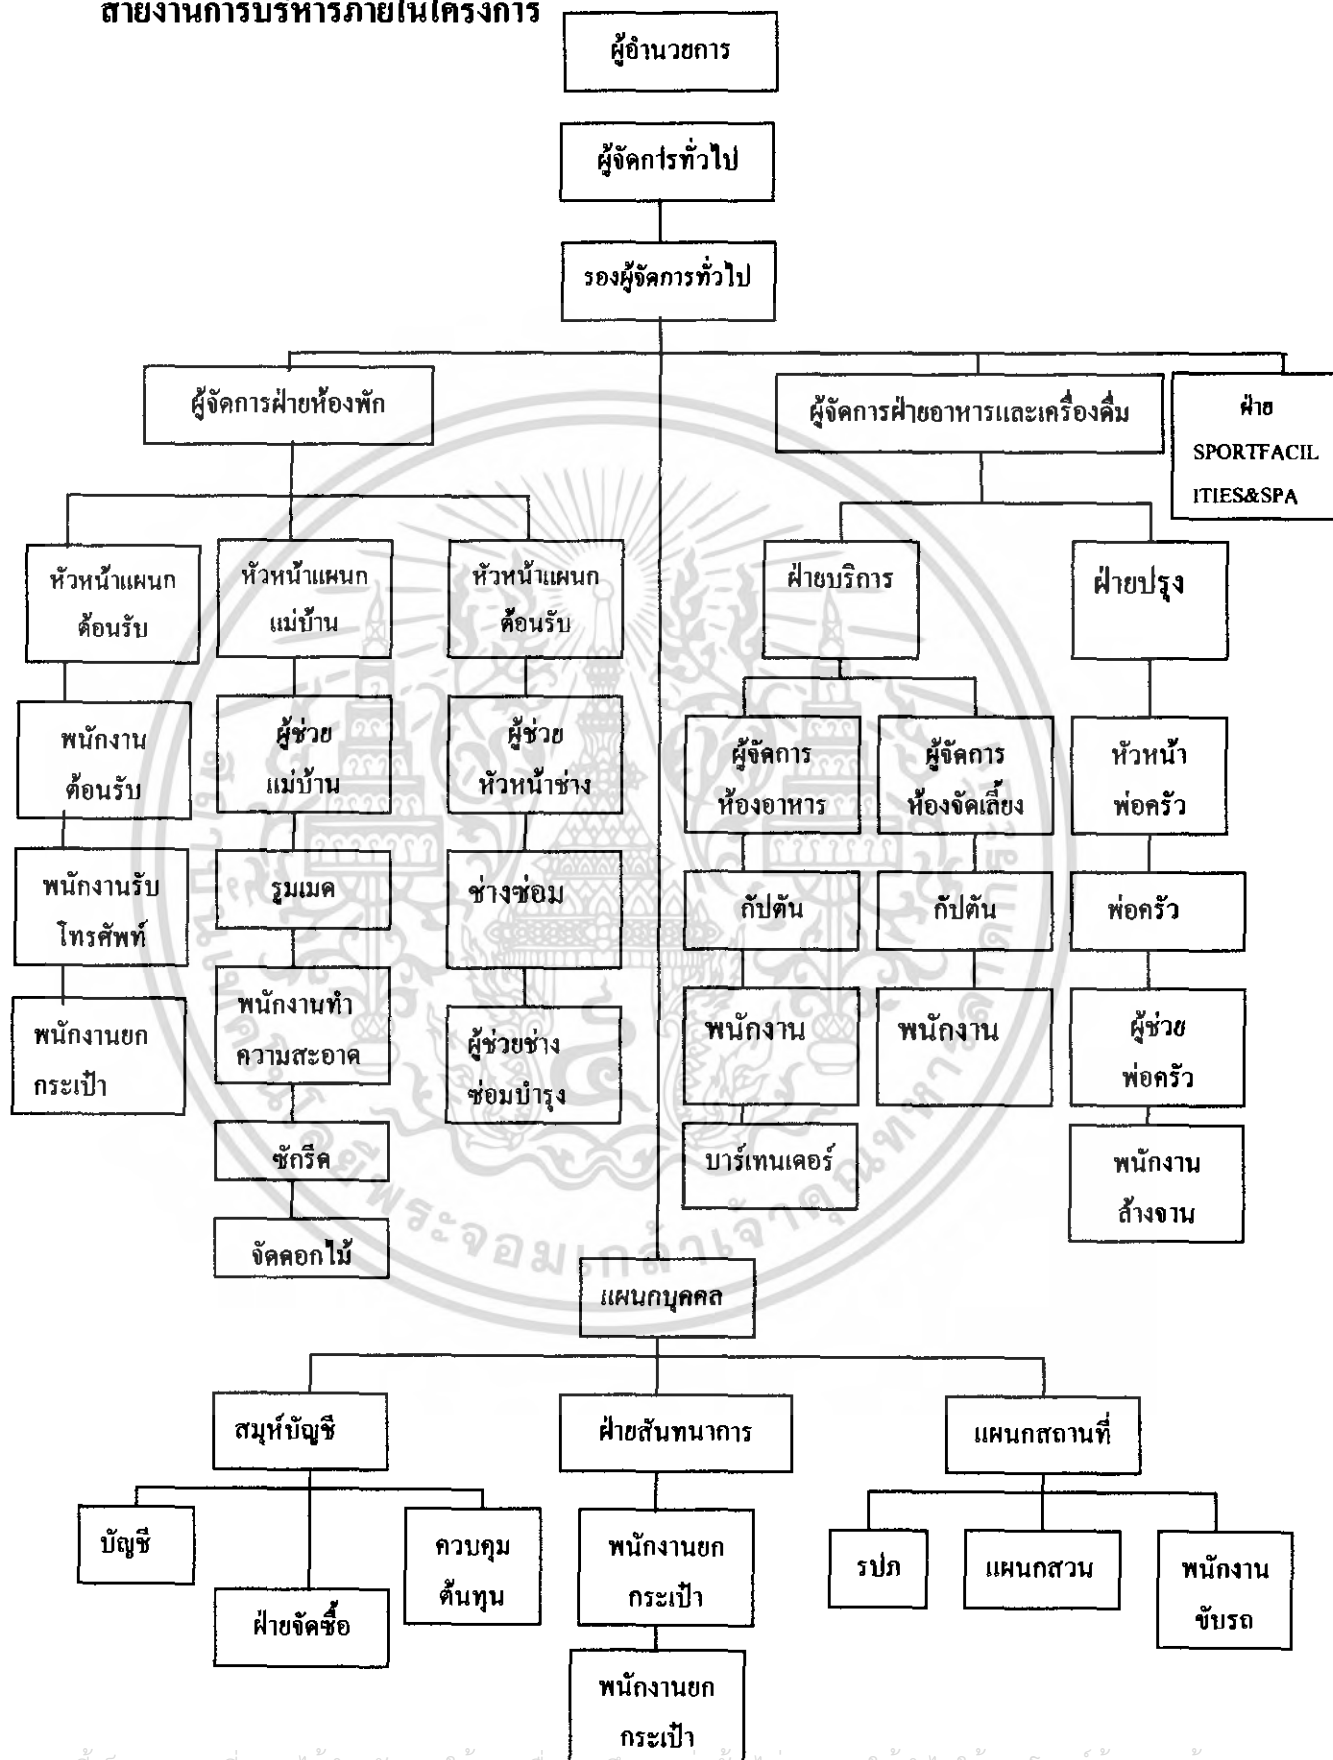 สายงานการบริหารภายในโครงการ
ผู้อำนวยการ
ผู้จัดการทั่วไป
รองผู้จัดการทั่วไป
ผู้จัดการฝ่ายห้องพัก
ผู้จัดการฝ่ายอาหารและเครื่องดื่ม
ฝ่าย
SPORTFACIL
ITIES&SPA
หัวหน้าแผนก
ต้อนรับ
หัวหน้าแผนก
แม่บ้าน
หัวหน้าแผนก
ต้อนรับ
ฝ่ายบริการ
ฝ่ายปรุง
พนักงาน
ต้อนรับ
ผู้ช่วย
แม่บ้าน
ผู้ช่วย
หัวหน้าช่าง
ผู้จัดการ
ห้องอาหาร
ผู้จัดการ
ห้องจัดเลี้ยง
หัวหน้า
พ่อครัว
พนักงานรับ
โทรศัพท์
รูมเมด
ช่างซ่อม
กัปตัน
กัปตัน
พ่อครัว
พนักงานยก
กระเป๋า
พนักงานทำ
ความสะอาด
ผู้ช่วยช่าง
ซ่อมบำรุง
พนักงาน
พนักงาน
ผู้ช่วย
พ่อครัว
ซักรีด
บาร์เทนเดอร์
พนักงาน
ล้างจาน
จัดดอกไม้
แผนกบุคคล
สมุห์บัญชี
ฝ่ายสันทนาการ
แผนกสถานที่
บัญชี
ฝ่ายจัดซื้อ
ควบคุม
ต้นทุน
พนักงานยก
กระเป๋า
รปภ
แผนกสวน
พนักงาน
ขับรถ
พนักงานยก
กระเป๋า